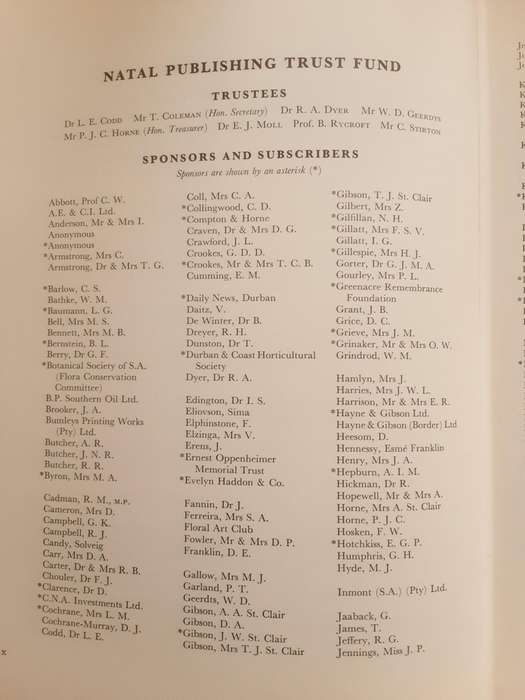 NATAL PUBLISHING TRUST FUND
TRUSTEES
Dr L. E. Codd Mr T. Coleman (Hon. Secretary) Dr R. A. Dyer Mr W. D. Geerdts
Mr P. J. C. Horne (Hon. Treasurer) Dr E. J. Moll Prof. B. Rycroft Mr C. Stirton
SPONSORS AND SUBSCRIBERS
Sponsors are shown by an asterisk (*)
Abbott, Prof C. W.
A.E. & C.I. Ltd.
Anderson, Mr & Mrs I.
Anonymous
*Anonymous
*Armstrong, Mrs C.
Armstrong, Dr & Mrs T. G.
*Barlow, C. S.
Bathke, W. M.
*Baumann, L. G.
Bell, Mrs M. S.
Bennett, Mrs M. B.
*Bernstein, B. L.
Berry, Dr G. F.
*Botanical Society of S.A.
(Flora Conservation
Committee)
B.P. Southern Oil Ltd.
Brooker, J. A.
Bumleys Printing Works
(Pty) Ltd.
Butcher, A. R.
Butcher, J. N. R.
Butcher, R. R.
*Byron, Mrs M. A.
Cadman, R. M., M.P.
Cameron, Mrs D.
Campbell, G. K.
Campbell, R. J.
Candy, Solveig
Carr, Mrs D. A.
Carter, Dr & Mrs R. B.
Chouler, Dr F. J.
*Clarence, Dr D.
*C.N.A. Investments Ltd.
*Cochrane, Mrs L. M.
Cochrane-Murray, D. J.
Codd, Dr L. E.
Coll, Mrs C. A.
*Collingwood, C. D.
*Compton & Horne
Craven, Dr & Mrs D. G.
Crawford, J. L.
Crookes, G. D. D.
*Crookes, Mr & Mrs T. C. B.
Cumming, E. M.
*Daily News, Durban
Daitz, V.
De Winter, Dr B.
Dreyer, R. H.
Dunston, Dr T.
*Durban & Coast Horticultural
Society
Dyer, Dr R. A.
Edington, Dr I. S.
Eliovson, Sima
Elphinstone, F.
Elzinga, Mrs V.
Erens, J.
*Ernest Oppenheimer
Memorial Trust
*Evelyn Haddon & Co.
Fannin, Dr J.
Ferreira, Mrs S. A.
Floral Art Club
Fowler, Mr & Mrs D. P.
Franklin, D. E.
Gallow, Mrs M. J.
Garland, P. T.
Geerdts, W. D.
Gibson, A. A. St. Clair
Gibson, D. A.
*Gibson, J. W. St. Clair
Gibson, Mrs T. J. St. Clair
*Gibson, T. J. St. Clair
Gilbert, Mrs Z.
*Gilfillan, N. H.
*Gillatt, Mrs F. S. V.
Gillatt, I. G.
*Gillespie, Mrs H. J.
Gorter, Dr G. J. M. A.
Gourley, Mrs P. L.
*Greenacre Remembrance
Foundation
Grant, J. B.
Grice, D. C.
*Grieve, Mrs J. M.
*Grinaker, Mr & Mrs O. W.
Grindrod, W. M.
Hamlyn, Mrs J.
Harries, Mrs J. W. L.
Harrison, Mr & Mrs E. R.
*Hayne & Gibson Ltd.
Hayne & Gibson (Border) Ltd
Heesom, D.
Hennessy, Esmé Franklin
Henry, Mrs J. A.
*Hepburn, A. I. M.
Hickman, Dr R.
Hopewell, Mr & Mrs A.
Horne, Mrs A. St. Clair
Horne, P. J. C.
Hosken, F. W.
*Hotchkiss, E. G. P.
Humphris, G. H.
Hyde, M. J.
Inmont (S.A.) (Pty) Ltd.
Jaaback, G.
James, T.
Jeffery, R. G.
Jennings, Miss J. P.
x